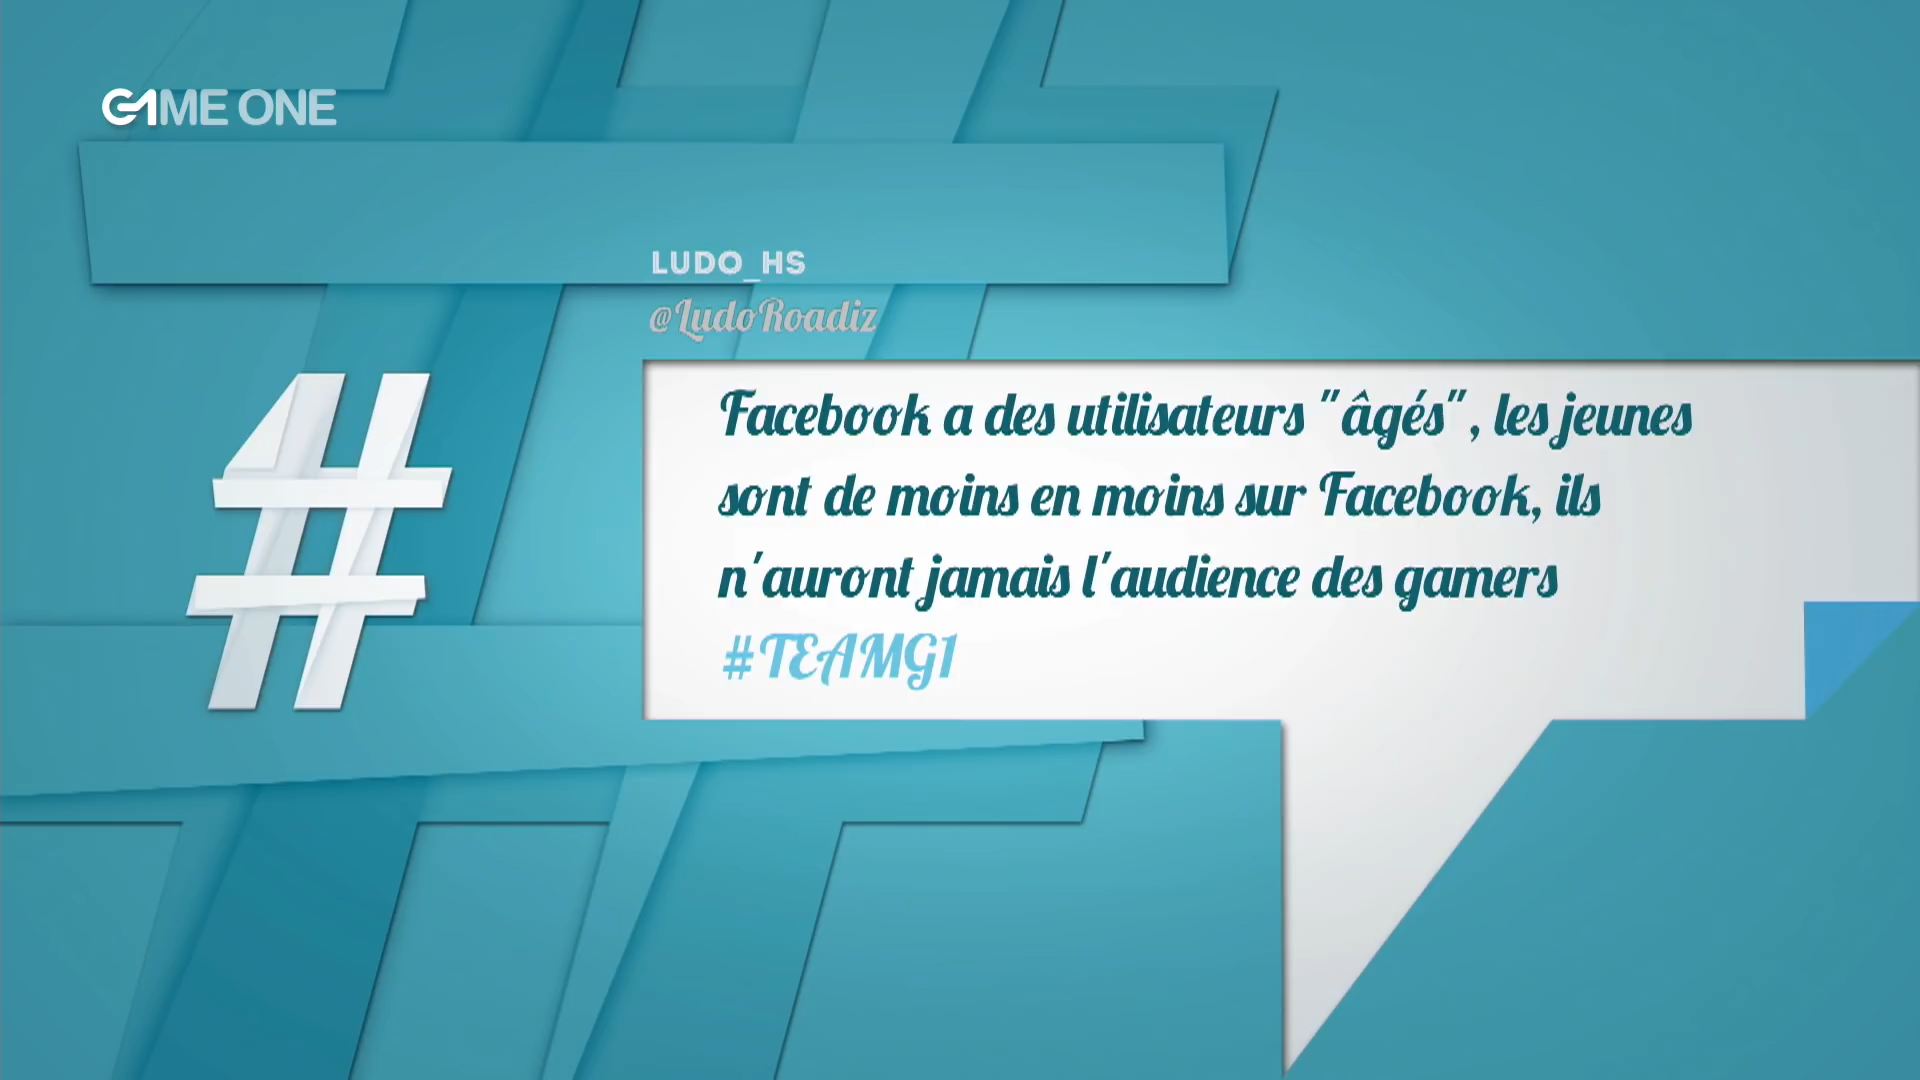 GAME ONE
LUDO_HS
@LudoRoadiz
Facebook a des utilisateurs "âgés", les jeunes
sont de moins en moins sur Facebook, ils
n'auront jamais l'audience des gamers
#TEAMG1